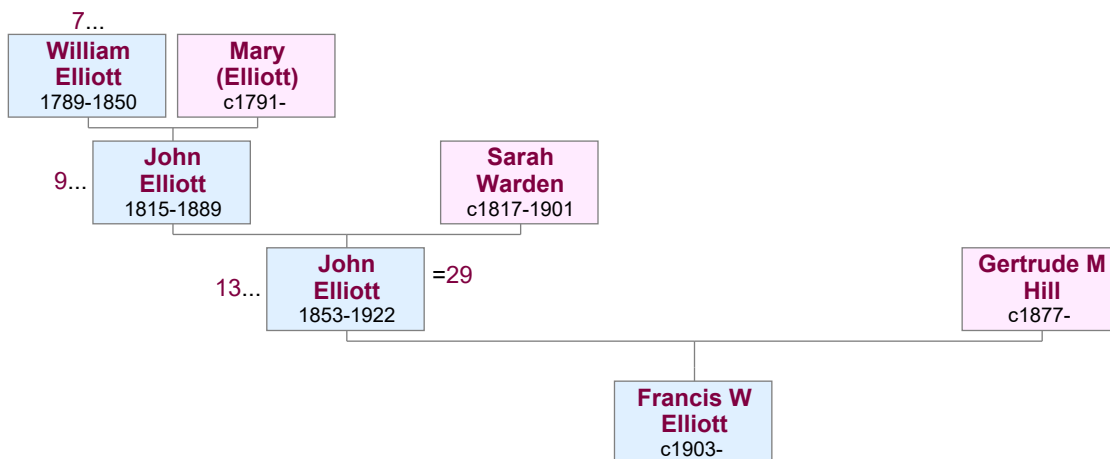 7...
William
Elliott
1789-1850
Mary
(Elliott)
c1791-
9...
John
Elliott
1815-1889
Sarah
Warden
c1817-1901
13...
John
Elliott
1853-1922
=29
Gertrude M
Hill
c1877-
Francis W
Elliott
c1903-